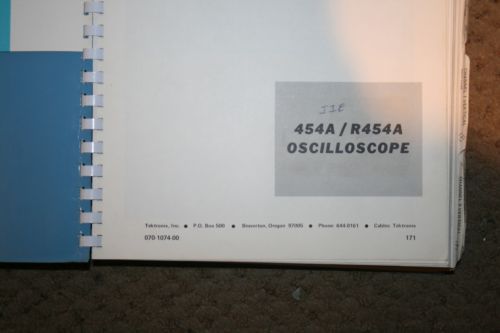 454A / R454A
OSCILLOSCOPE
Tektronix, Inc. ● P.O. Box 500 ● Beaverton, Oregon 97005 ● Phone 644-0161 ● Cables: Tektronix
070-1074-00 171